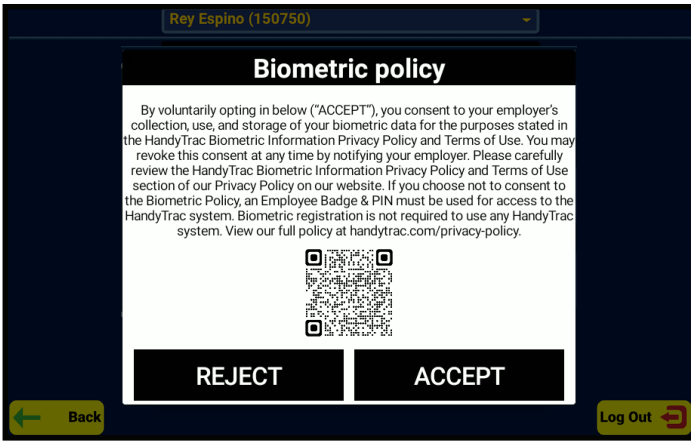 Rey Espino (150750)
Biometric policy
By voluntarily opting in below (“ACCEPT”), you consent to your employer’s
collection, use, and storage of your biometric data for the purposes stated in
the HandyTrac Biometric Information Privacy Policy and Terms of Use. You may
revoke this consent at any time by notifying your employer. Please carefully
review the HandyTrac Biometric Information Privacy Policy and Terms of Use
section of our Privacy Policy on our website. If you choose not to consent to
the Biometric Policy, an Employee Badge & PIN must be used for access to the
HandyTrac system. Biometric registration is not required to use any HandyTrac
system. View our full policy at handytrac.com/privacy-policy.
REJECT
ACCEPT
Back
Log Out